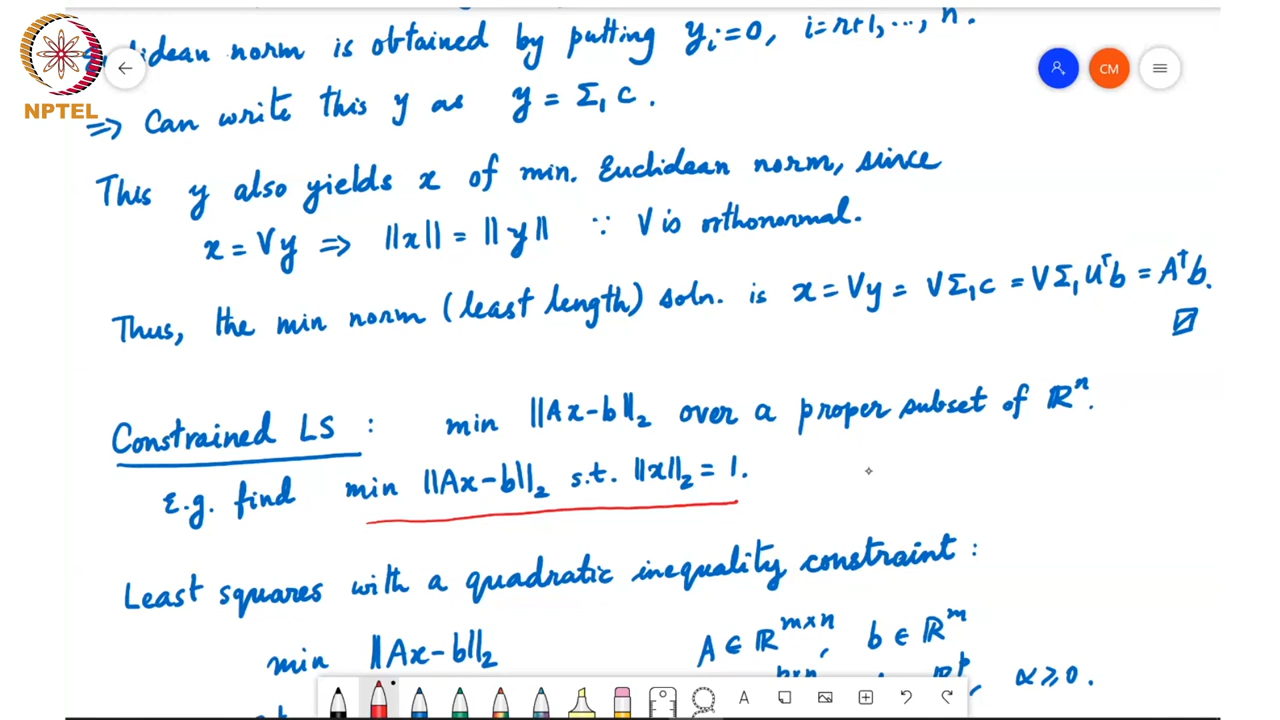 Euclidean norm is obtained by putting yᵢ=0, i=r+1,...,n.
NPTEL
CM
⇒ Can write this y as y = Σ₁ c.
This y also yields x of min. Euclidean norm, since
x = Vy ⇒ ||x|| = ||y|| ∵ V is orthonormal.
Thus, the min norm (least length) soln. is x = Vy = VΣ₁c = VΣ₁Uᵀb = A†b.
Constrained LS : min ||Ax-b||₂ over a proper subset of ℝⁿ.
E.g. find min ||Ax-b||₂ s.t. ||x||₂ = 1.
Least squares with a quadratic inequality constraint :
min ||Ax-b||₂ A ∈ ℝ^{m×n}, b ∈ ℝ^m
α ≥ 0.
A